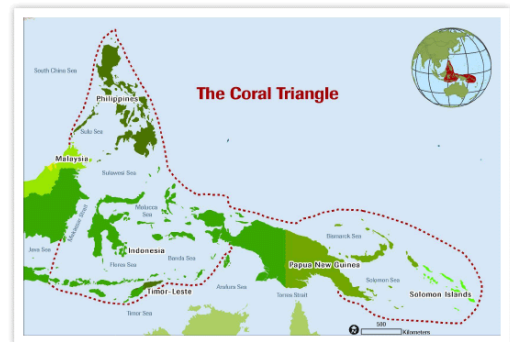 The Coral Triangle
South China Sea
Philippines
Sulu Sea
Malaysia
Sulawesi Sea
Makassar Strait
Molucca
Sea
Java Sea
Indonesia
Banda Sea
Flores Sea
Timor-Leste
Timor Sea
Arafura Sea
Torres Strait
Bismarck Sea
Papua New Guinea
Solomon Sea
Solomon Islands
500
Kilometers